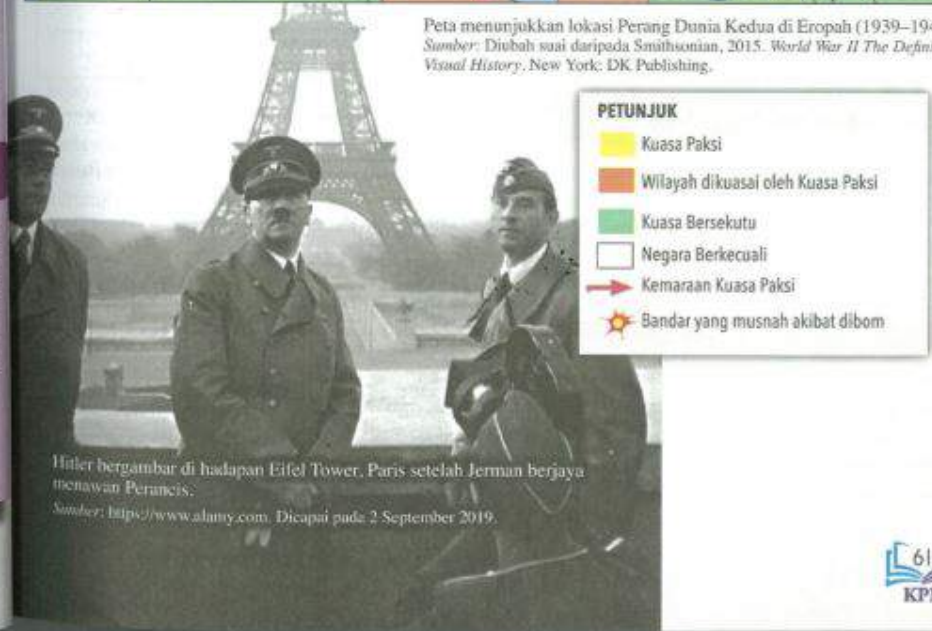 Peta menunjukkan lokasi Perang Dunia Kedua di Eropah (1939–194
Sumber: Diubah suai daripada Smithsonian, 2015. World War II The Defini
Visual History. New York: DK Publishing.
PETUNJUK
Kuasa Paksi
Wilayah dikuasai oleh Kuasa Paksi
Kuasa Bersekutu
Negara Berkecuali
Kemaraan Kuasa Paksi
Bandar yang musnah akibat dibom
Hitler bergambar di hadapan Eifel Tower, Paris setelah Jerman berjaya
menawan Perancis.
Sumber: https://www.alamy.com. Dicapai pada 2 September 2019.
61